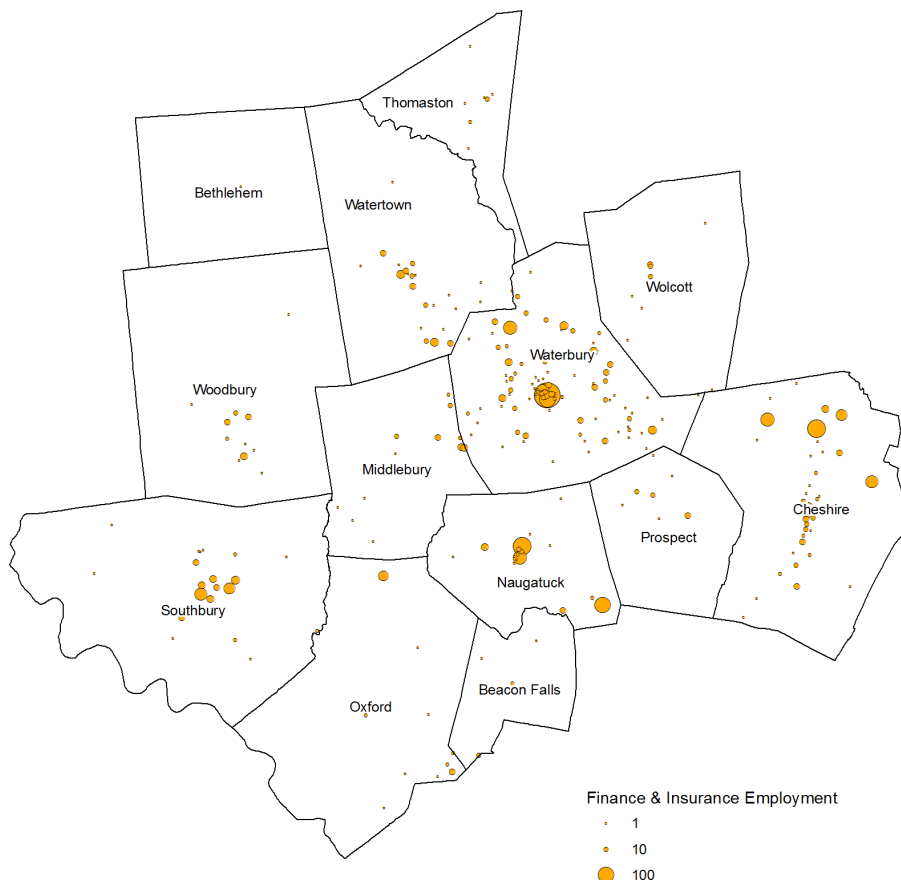 Thomaston
Bethlehem
Watertown
Wolcott
Waterbury
Woodbury
Middlebury
Cheshire
Prospect
Naugatuck
Southbury
Beacon Falls
Oxford
Finance & Insurance Employment
1
10
100